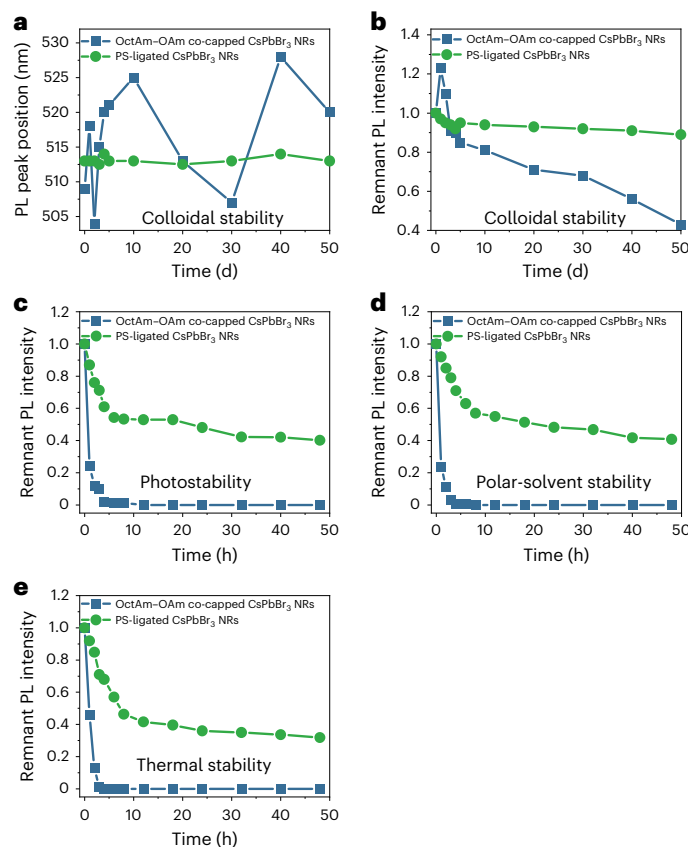 a
530
525
520
515
510
505
PL peak position (nm)
OctAm–OAm co-capped CsPbBr₃ NRs
PS-ligated CsPbBr₃ NRs
Colloidal stability
0 10 20 30 40 50
Time (d)
b
1.4
1.2
1.0
0.8
0.6
0.4
Remnant PL intensity
OctAm–OAm co-capped CsPbBr₃ NRs
PS-ligated CsPbBr₃ NRs
Colloidal stability
0 10 20 30 40 50
Time (d)
c
1.2
1.0
0.8
0.6
0.4
0.2
0
Remnant PL intensity
OctAm–OAm co-capped CsPbBr₃ NRs
PS-ligated CsPbBr₃ NRs
Photostability
0 10 20 30 40 50
Time (h)
d
1.2
1.0
0.8
0.6
0.4
0.2
0
Remnant PL intensity
OctAm–OAm co-capped CsPbBr₃ NRs
PS-ligated CsPbBr₃ NRs
Polar-solvent stability
0 10 20 30 40 50
Time (h)
e
1.2
1.0
0.8
0.6
0.4
0.2
0
Remnant PL intensity
OctAm–OAm co-capped CsPbBr₃ NRs
PS-ligated CsPbBr₃ NRs
Thermal stability
0 10 20 30 40 50
Time (h)